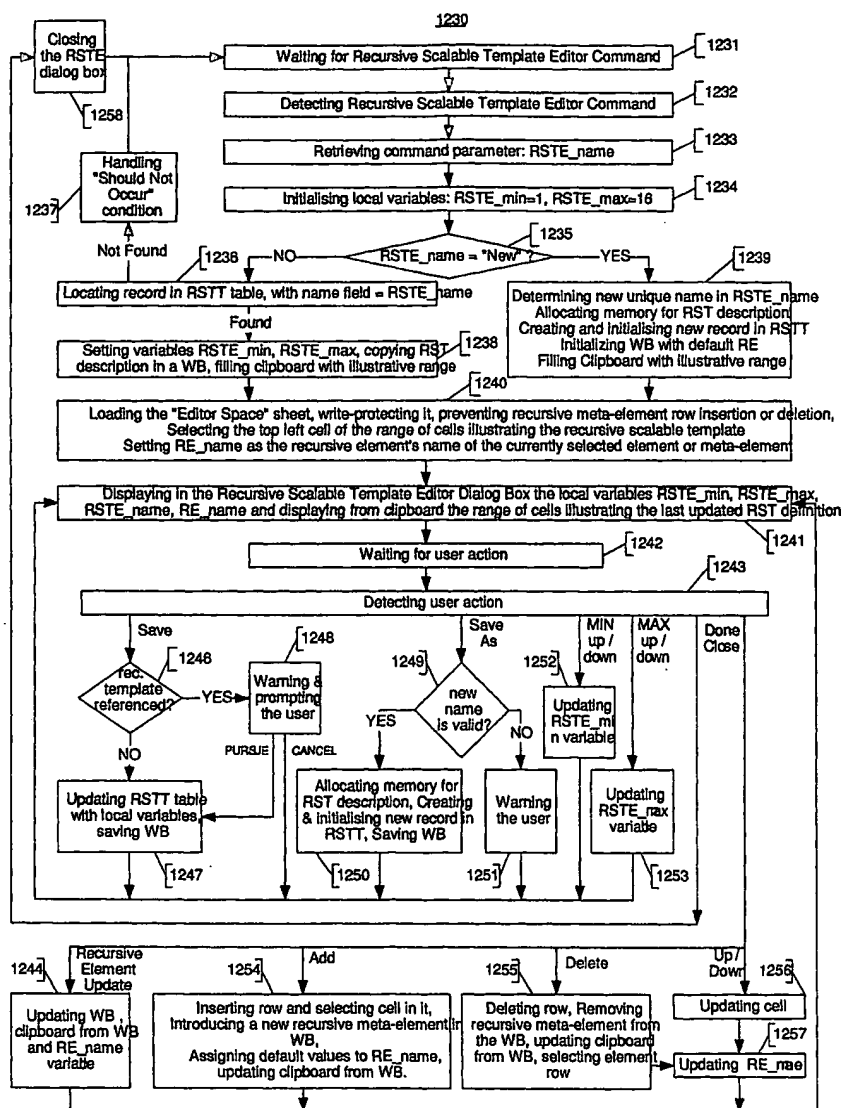 1230
Closing
the RSTE
dialog box
1258
Waiting for Recursive Scalable Template Editor Command
1231
Detecting Recursive Scalable Template Editor Command
1232
Retrieving command parameter: RSTE_name
1233
Initialising local variables: RSTE_min=1, RSTE_max=16
1234
Handling
"Should Not
Occur"
condition
1237
Not Found
1235
RSTE_name = "New" ?
NO
YES
1238
Locating record in RSTT table, with name field = RSTE_name
Found
1238
Setting variables RSTE_min, RSTE_max, copying RST
description in a WB, filling clipboard with illustrative range
1239
Determining new unique name in RSTE_name
Allocating memory for RST description
Creating and initialising new record in RSTT
Initializing WB with default RE
Filling Clipboard with illustrative range
1240
Loading the "Editor Space" sheet, write-protecting it, preventing recursive meta-element row insertion or deletion,
Selecting the top left cell of the range of cells illustrating the recursive scalable template
Setting RE_name as the recursive element's name of the currently selected element or meta-element
Displaying in the Recursive Scalable Template Editor Dialog Box the local variables RSTE_min, RSTE_max,
RSTE_name, RE_name and displaying from clipboard the range of cells illustrating the last updated RST definition
1241
Waiting for user action
1242
Detecting user action
1243
Save
1246
rec.
template
referenced?
YES
NO
1248
Warning &
prompting
the user
PURSUE
CANCEL
Updating RSTT table
with local variables,
saving WB
1247
Save
As
1249
new
name
is valid?
YES
NO
Allocating memory for
RST description, Creating
& initialising new record in
RSTT, Saving WB
1250
Warning
the user
1251
MIN
up /
down
1252
Updating
RSTE_mi
n variable
MAX
up /
down
Updating
RSTE_max
variable
1253
Done
Close
1244
Recursive
Element
Update
Updating WB ,
clipboard from WB
and RE_name
variable
1254
Add
Inserting row and selecting cell in it,
Introducing a new recursive meta-element in
WB,
Assigning default values to RE_name,
updating clipboard from WB.
1255
Delete
Deleting row, Removing
recursive meta-element from
the WB, updating clipboard
from WB, selecting element
row
Up /
Down
1256
Updating cell
1257
Updating RE_mae